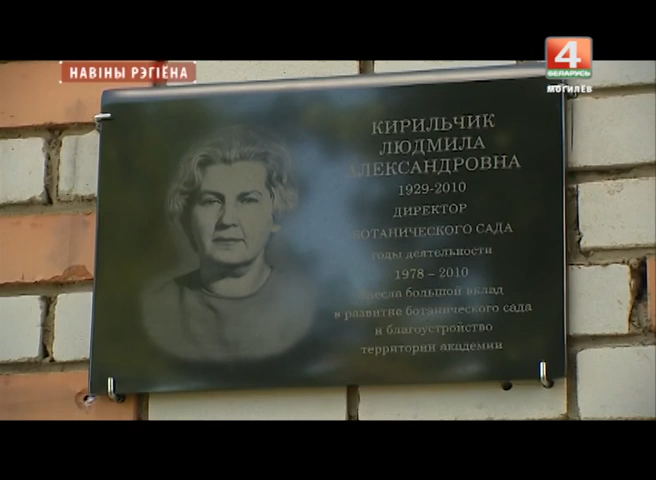 НАВІНЫ РЭГІЁНА
4
БЕЛАРУСЬ
МОГИЛЁВ
КИРИЛЬЧИК
ЛЮДМИЛА
АЛЕКСАНДРОВНА
1929-2010
ДИРЕКТОР
БОТАНИЧЕСКОГО САДА
годы деятельности
1978 – 2010
внесла большой вклад
в развитие ботанического сада
и благоустройство
территории академии